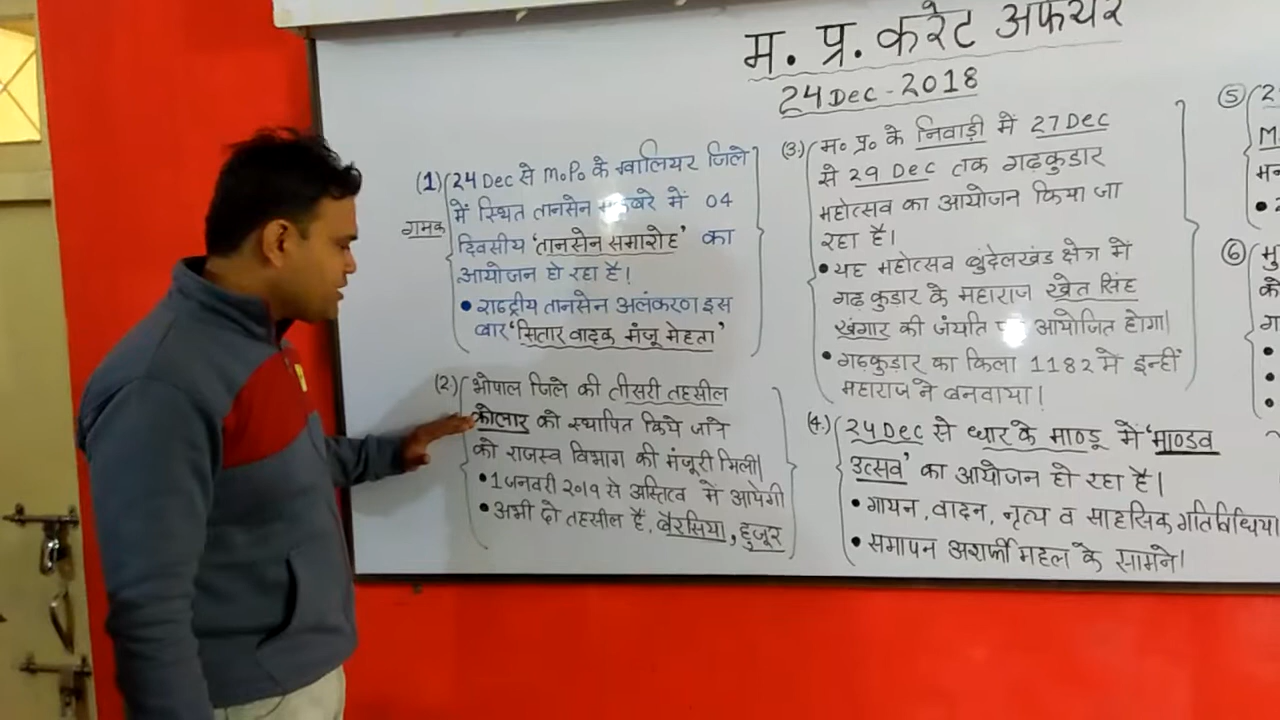 म. प्र. करेंट अफेयर
24 Dec - 2018
(1) 24 Dec से M.P. के ग्वालियर जिले
में स्थित तानसेन में 04
गमक
दिवसीय 'तानसेन समारोह' का
आयोजन हो रहा है।
• राष्ट्रीय तानसेन अलंकरण इस
बार 'सितार वादक मंजू मेहता'
(2.) भोपाल जिले की तीसरी तहसील
कोलार को स्थापित किये जाने
को राजस्व विभाग की मंजूरी मिली।
• 1 जनवरी २०१९ से अस्तित्व में आयेगी
• अभी दो तहसील हैं, बैरसिया, हुजूर
(3.) म० प्र० के निवाड़ी में 27 Dec
से 29 Dec तक गढ़कुडार
महोत्सव का आयोजन किया जा
रहा है।
• यह महोत्सव बुंदेलखंड क्षेत्र में
गढ़ कुडार के महाराज खेत सिंह
खंगार की जंयति आयोजित होगा।
• गढ़कुडार का किला 1182 में इन्हीं
महाराज ने बनवाया।
(4.) 24 Dec से धार के माण्डू में 'माण्डव
उत्सव' का आयोजन हो रहा है।
• गायन, वादन, नृत्य व साहसिक गतिविधिया
• समापन अशर्फी महल के सामने।
(5) 2
M.
•
(6) मु
के
ग
•
•
•